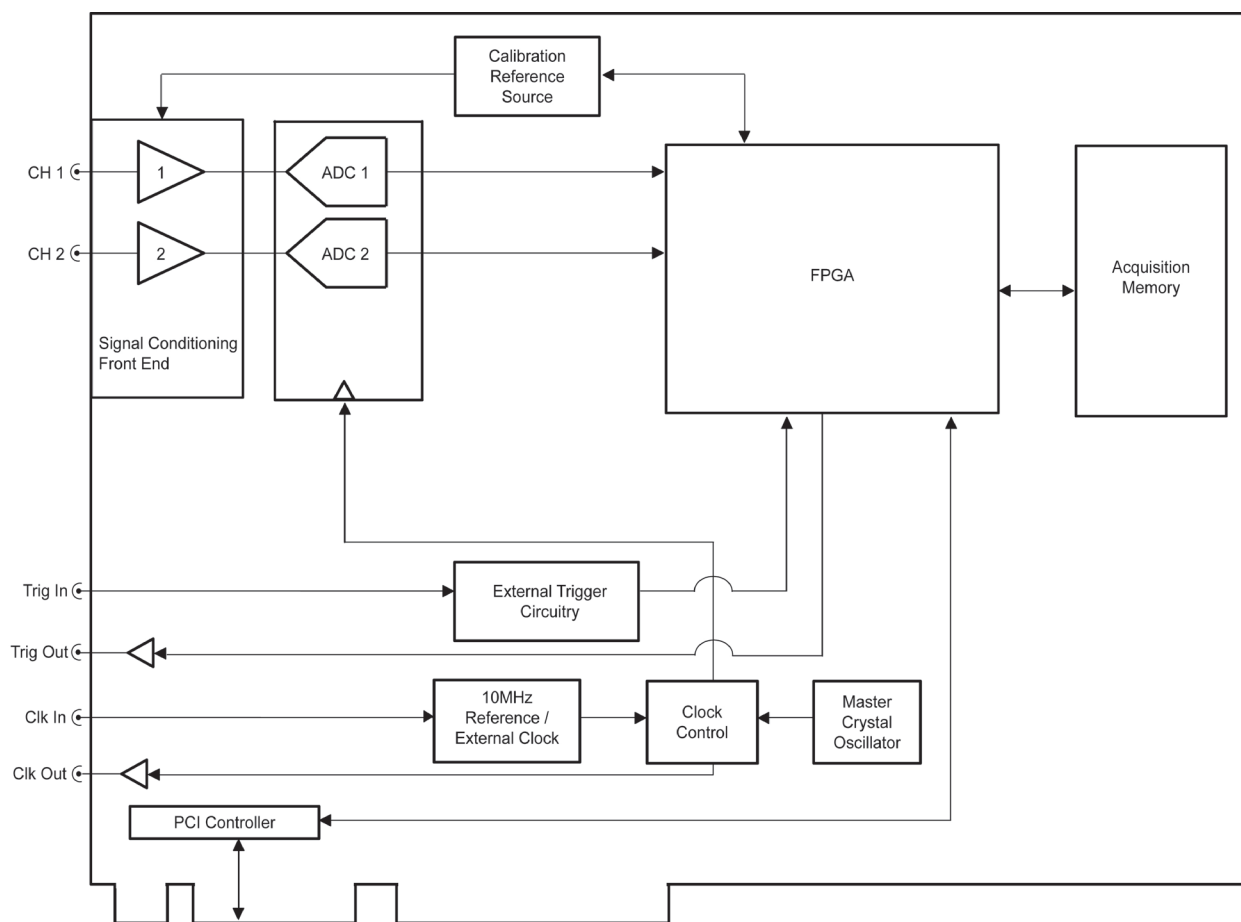 Calibration
Reference
Source
CH 1
1
ADC 1
CH 2
2
ADC 2
FPGA
Acquisition
Memory
Signal Conditioning
Front End
Trig In
External Trigger
Circuitry
Trig Out
Clk In
10MHz
Reference /
External Clock
Clock
Control
Master
Crystal
Oscillator
Clk Out
PCI Controller